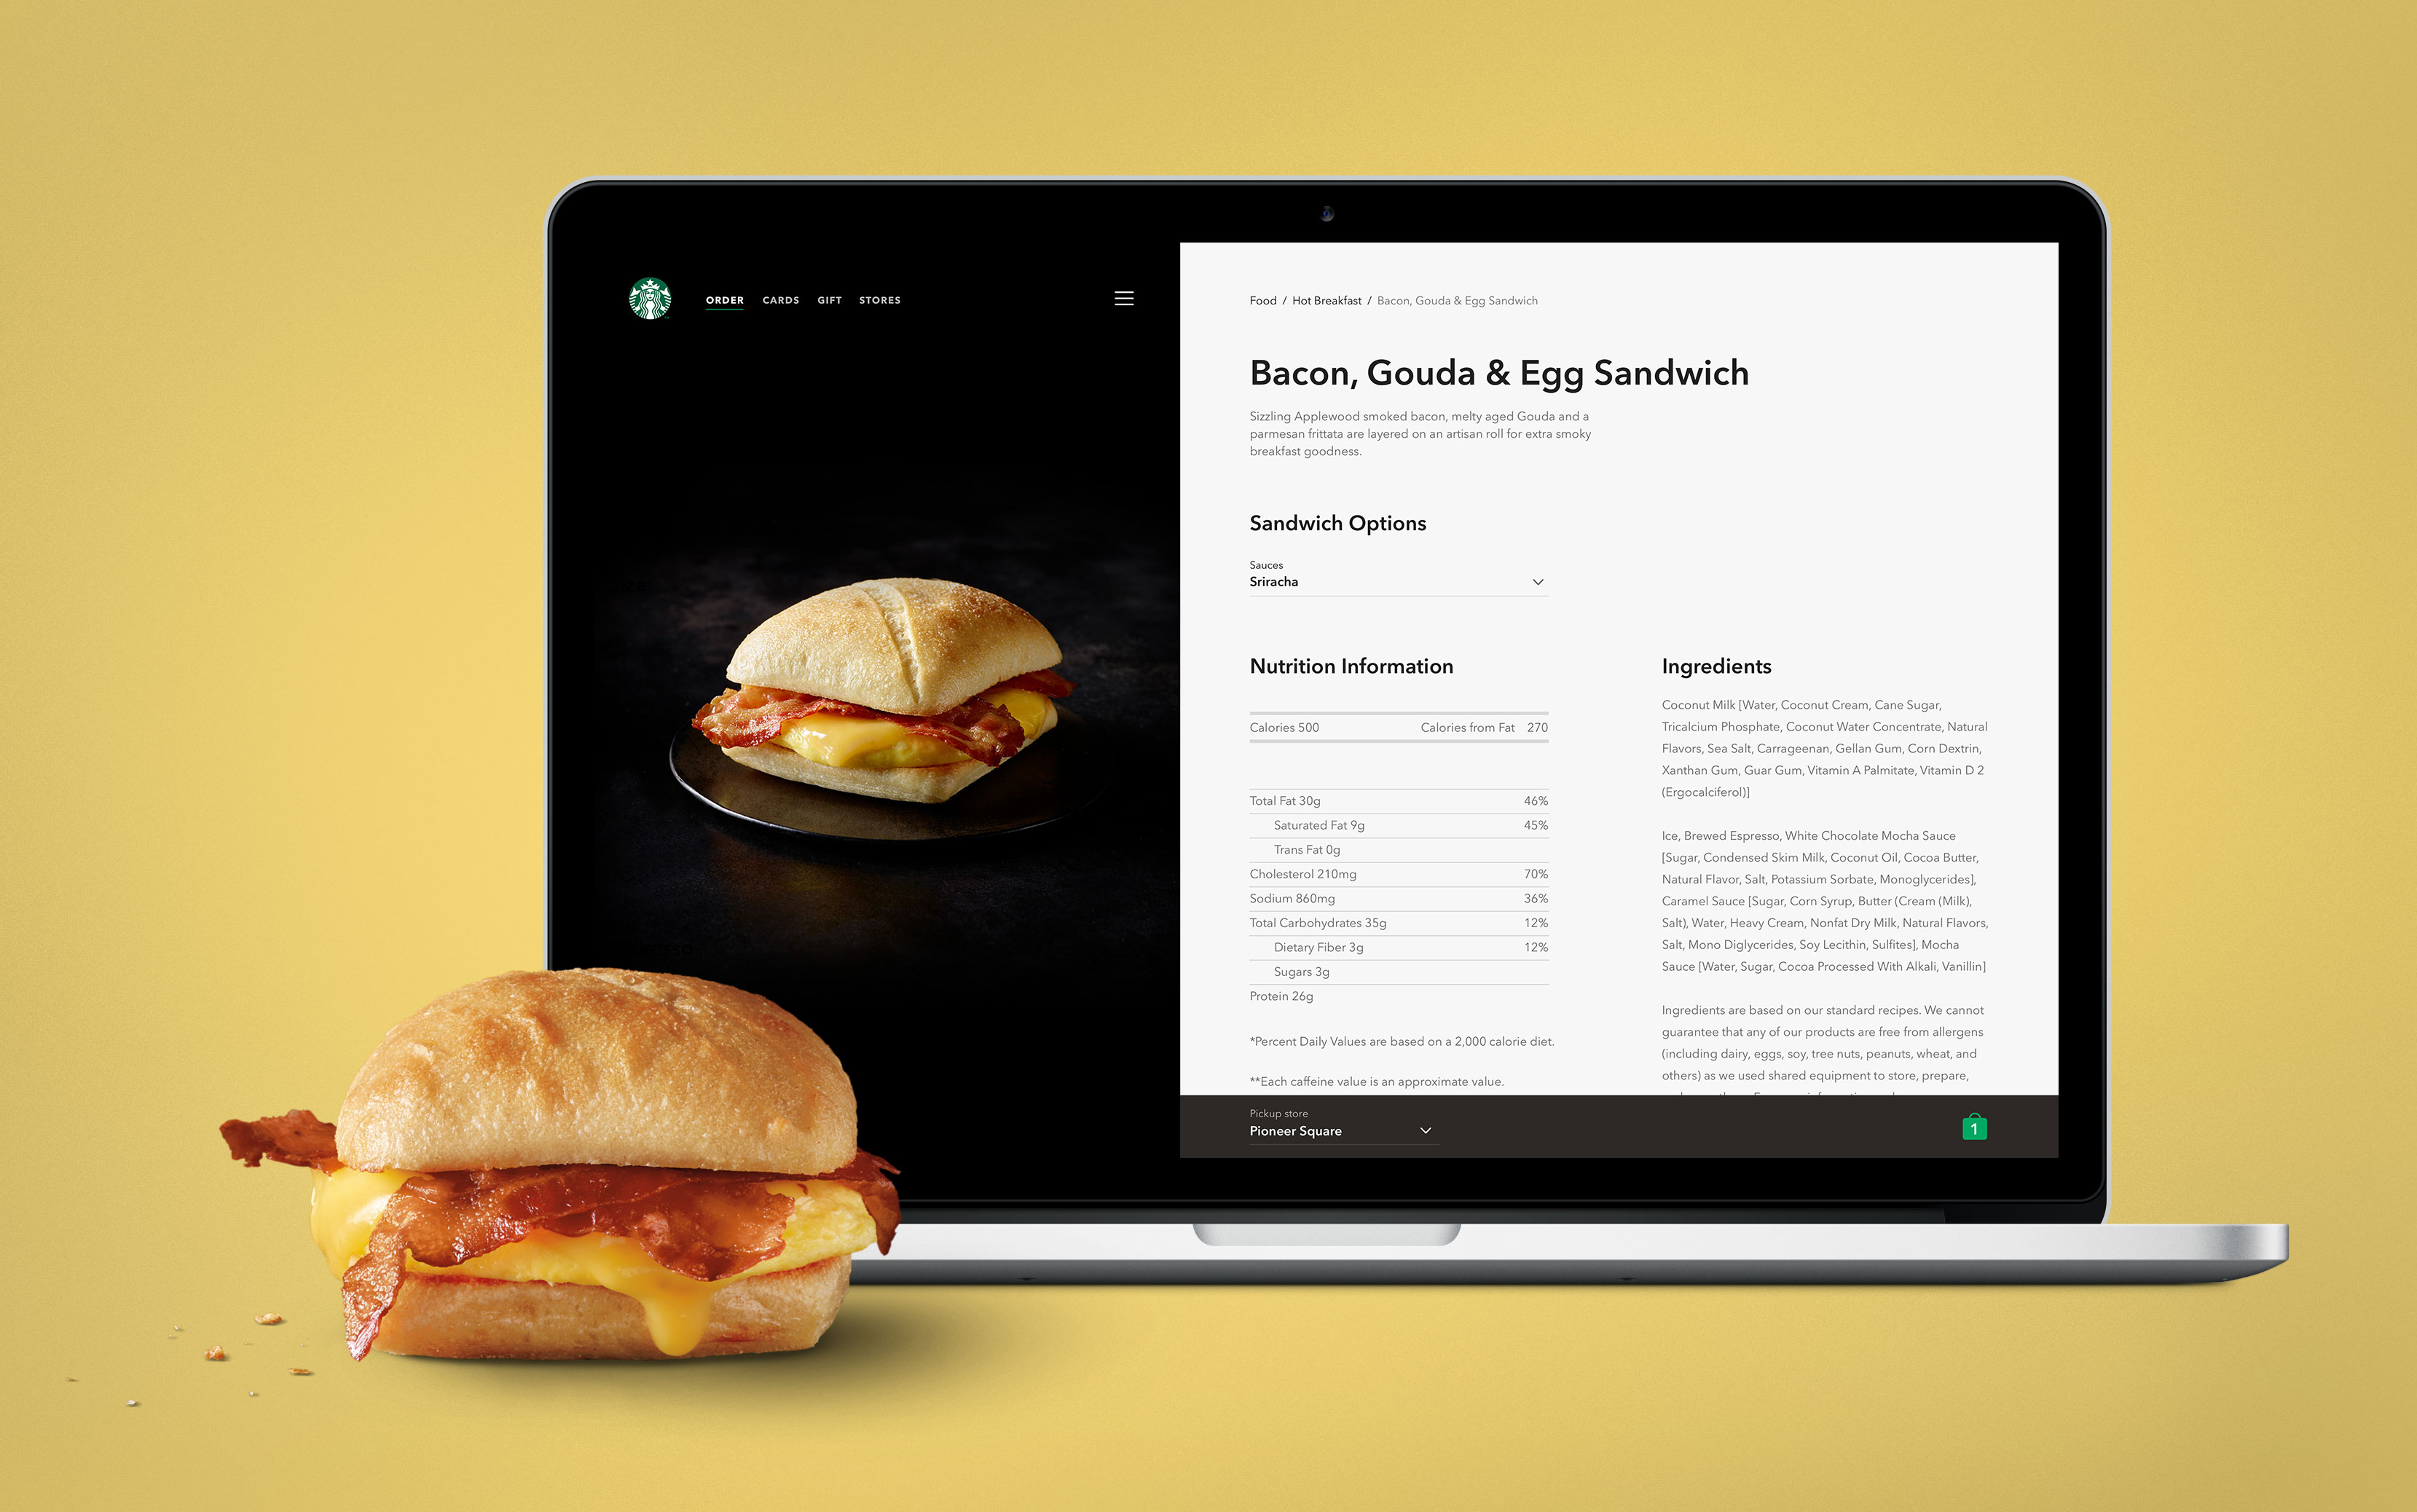 ORDER CARDS GIFT STORES
Food / Hot Breakfast / Bacon, Gouda & Egg Sandwich
Bacon, Gouda & Egg Sandwich
Sizzling Applewood smoked bacon, melty aged Gouda and a
parmesan frittata are layered on an artisan roll for extra smoky
breakfast goodness.
Sandwich Options
Sauces
Sriracha
Nutrition Information
Calories 500 Calories from Fat 270
Total Fat 30g 46%
Saturated Fat 9g 45%
Trans Fat 0g
Cholesterol 210mg 70%
Sodium 860mg 36%
Total Carbohydrates 35g 12%
Dietary Fiber 3g 12%
Sugars 3g
Protein 26g
*Percent Daily Values are based on a 2,000 calorie diet.
**Each caffeine value is an approximate value.
Ingredients
Coconut Milk [Water, Coconut Cream, Cane Sugar,
Tricalcium Phosphate, Coconut Water Concentrate, Natural
Flavors, Sea Salt, Carrageenan, Gellan Gum, Corn Dextrin,
Xanthan Gum, Guar Gum, Vitamin A Palmitate, Vitamin D 2
(Ergocalciferol)]
Ice, Brewed Espresso, White Chocolate Mocha Sauce
[Sugar, Condensed Skim Milk, Coconut Oil, Cocoa Butter,
Natural Flavor, Salt, Potassium Sorbate, Monoglycerides],
Caramel Sauce [Sugar, Corn Syrup, Butter (Cream (Milk),
Salt), Water, Heavy Cream, Nonfat Dry Milk, Natural Flavors,
Salt, Mono Diglycerides, Soy Lecithin, Sulfites], Mocha
Sauce [Water, Sugar, Cocoa Processed With Alkali, Vanillin]
Ingredients are based on our standard recipes. We cannot
guarantee that any of our products are free from allergens
(including dairy, eggs, soy, tree nuts, peanuts, wheat, and
others) as we used shared equipment to store, prepare,
Pickup store
Pioneer Square
1